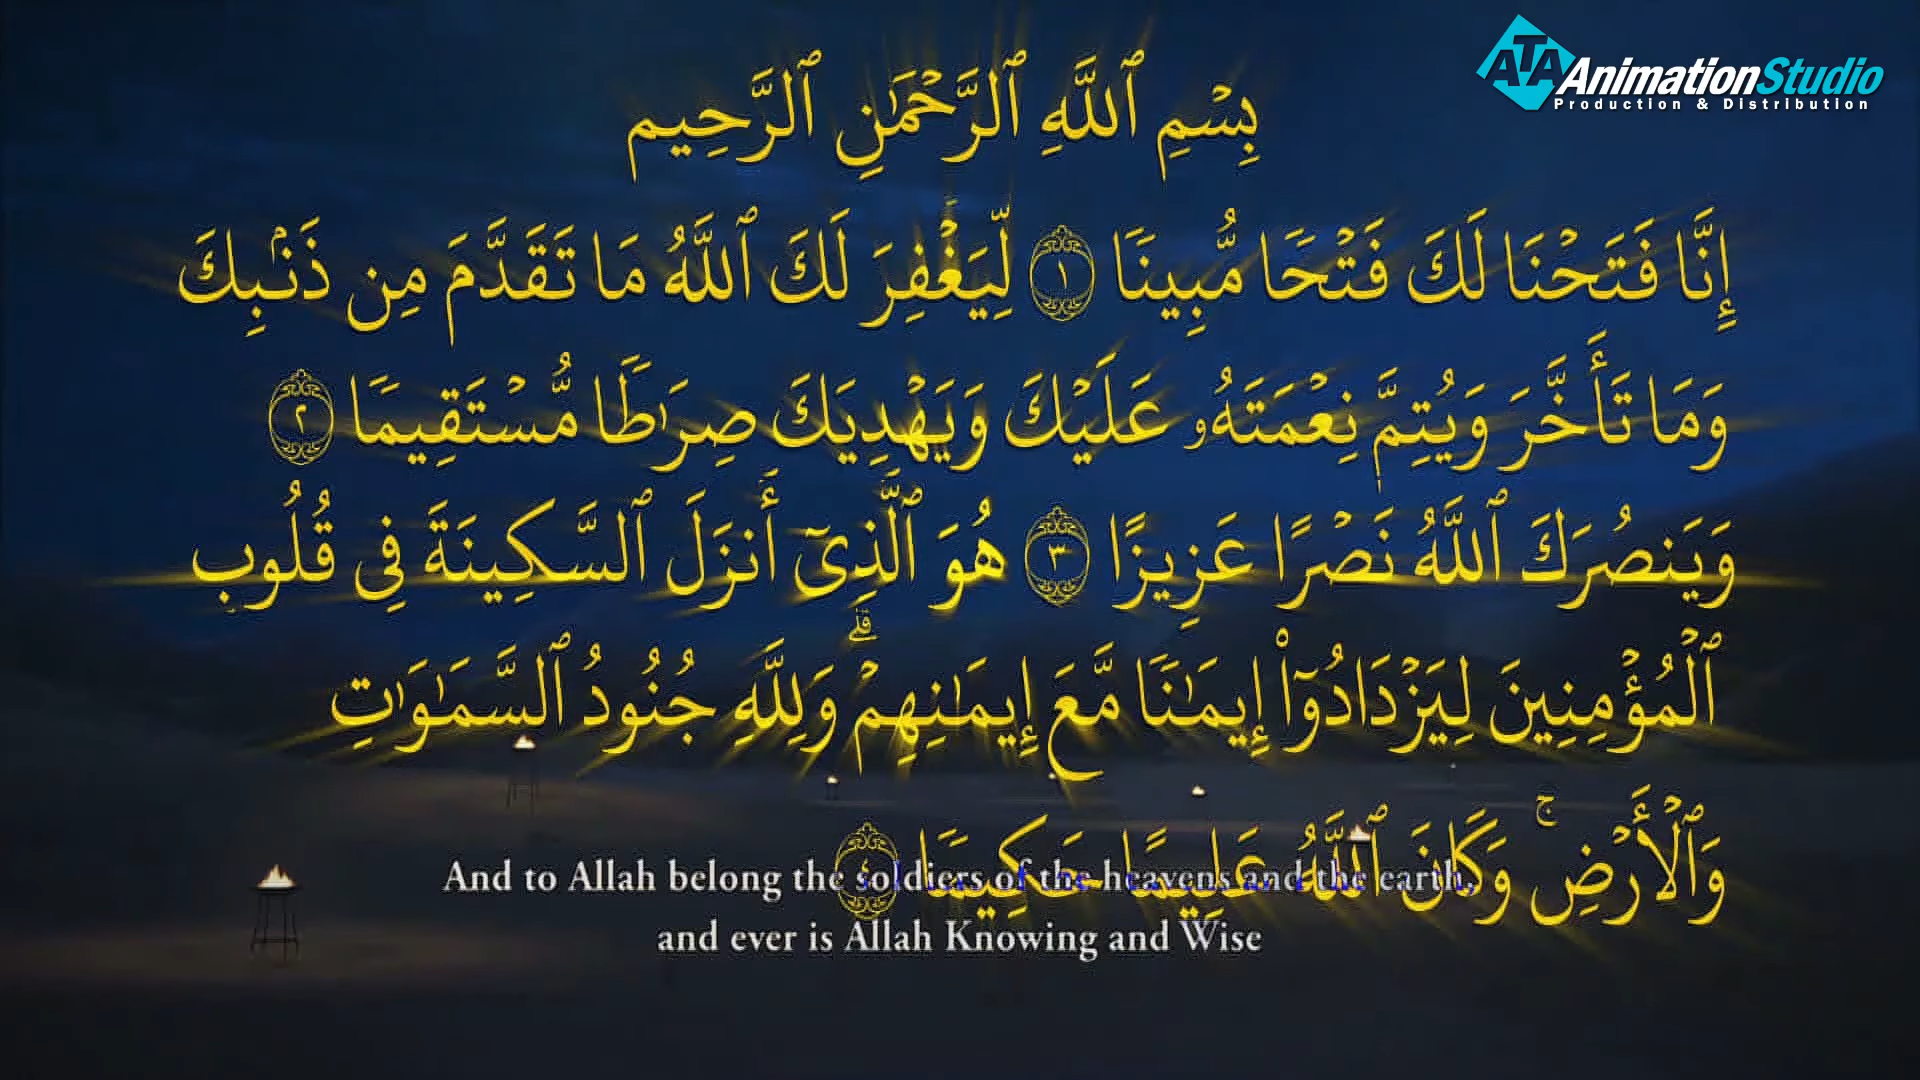 ATA AnimationStudio
Production & Distribution
بِسْمِ ٱللَّهِ ٱلرَّحْمَٰنِ ٱلرَّحِيم
إِنَّا فَتَحْنَا لَكَ فَتْحًا مُّبِينًا ١ لِّيَغْفِرَ لَكَ ٱللَّهُ مَا تَقَدَّمَ مِن ذَنۢبِكَ
وَمَا تَأَخَّرَ وَيُتِمَّ نِعْمَتَهُۥ عَلَيْكَ وَيَهْدِيَكَ صِرَٰطًا مُّسْتَقِيمًا ٢
وَيَنصُرَكَ ٱللَّهُ نَصْرًا عَزِيزًا ٣ هُوَ ٱلَّذِىٓ أَنزَلَ ٱلسَّكِينَةَ فِى قُلُوبِ
ٱلْمُؤْمِنِينَ لِيَزْدَادُوٓا۟ إِيمَٰنًا مَّعَ إِيمَٰنِهِمْ ۗ وَلِلَّهِ جُنُودُ ٱلسَّمَٰوَٰتِ
وَٱلْأَرْضِ ۚ وَكَانَ ٱللَّهُ عَلِيمًا حَكِيمًا ٤
And to Allah belong the soldiers of the heavens and the earth,
and ever is Allah Knowing and Wise